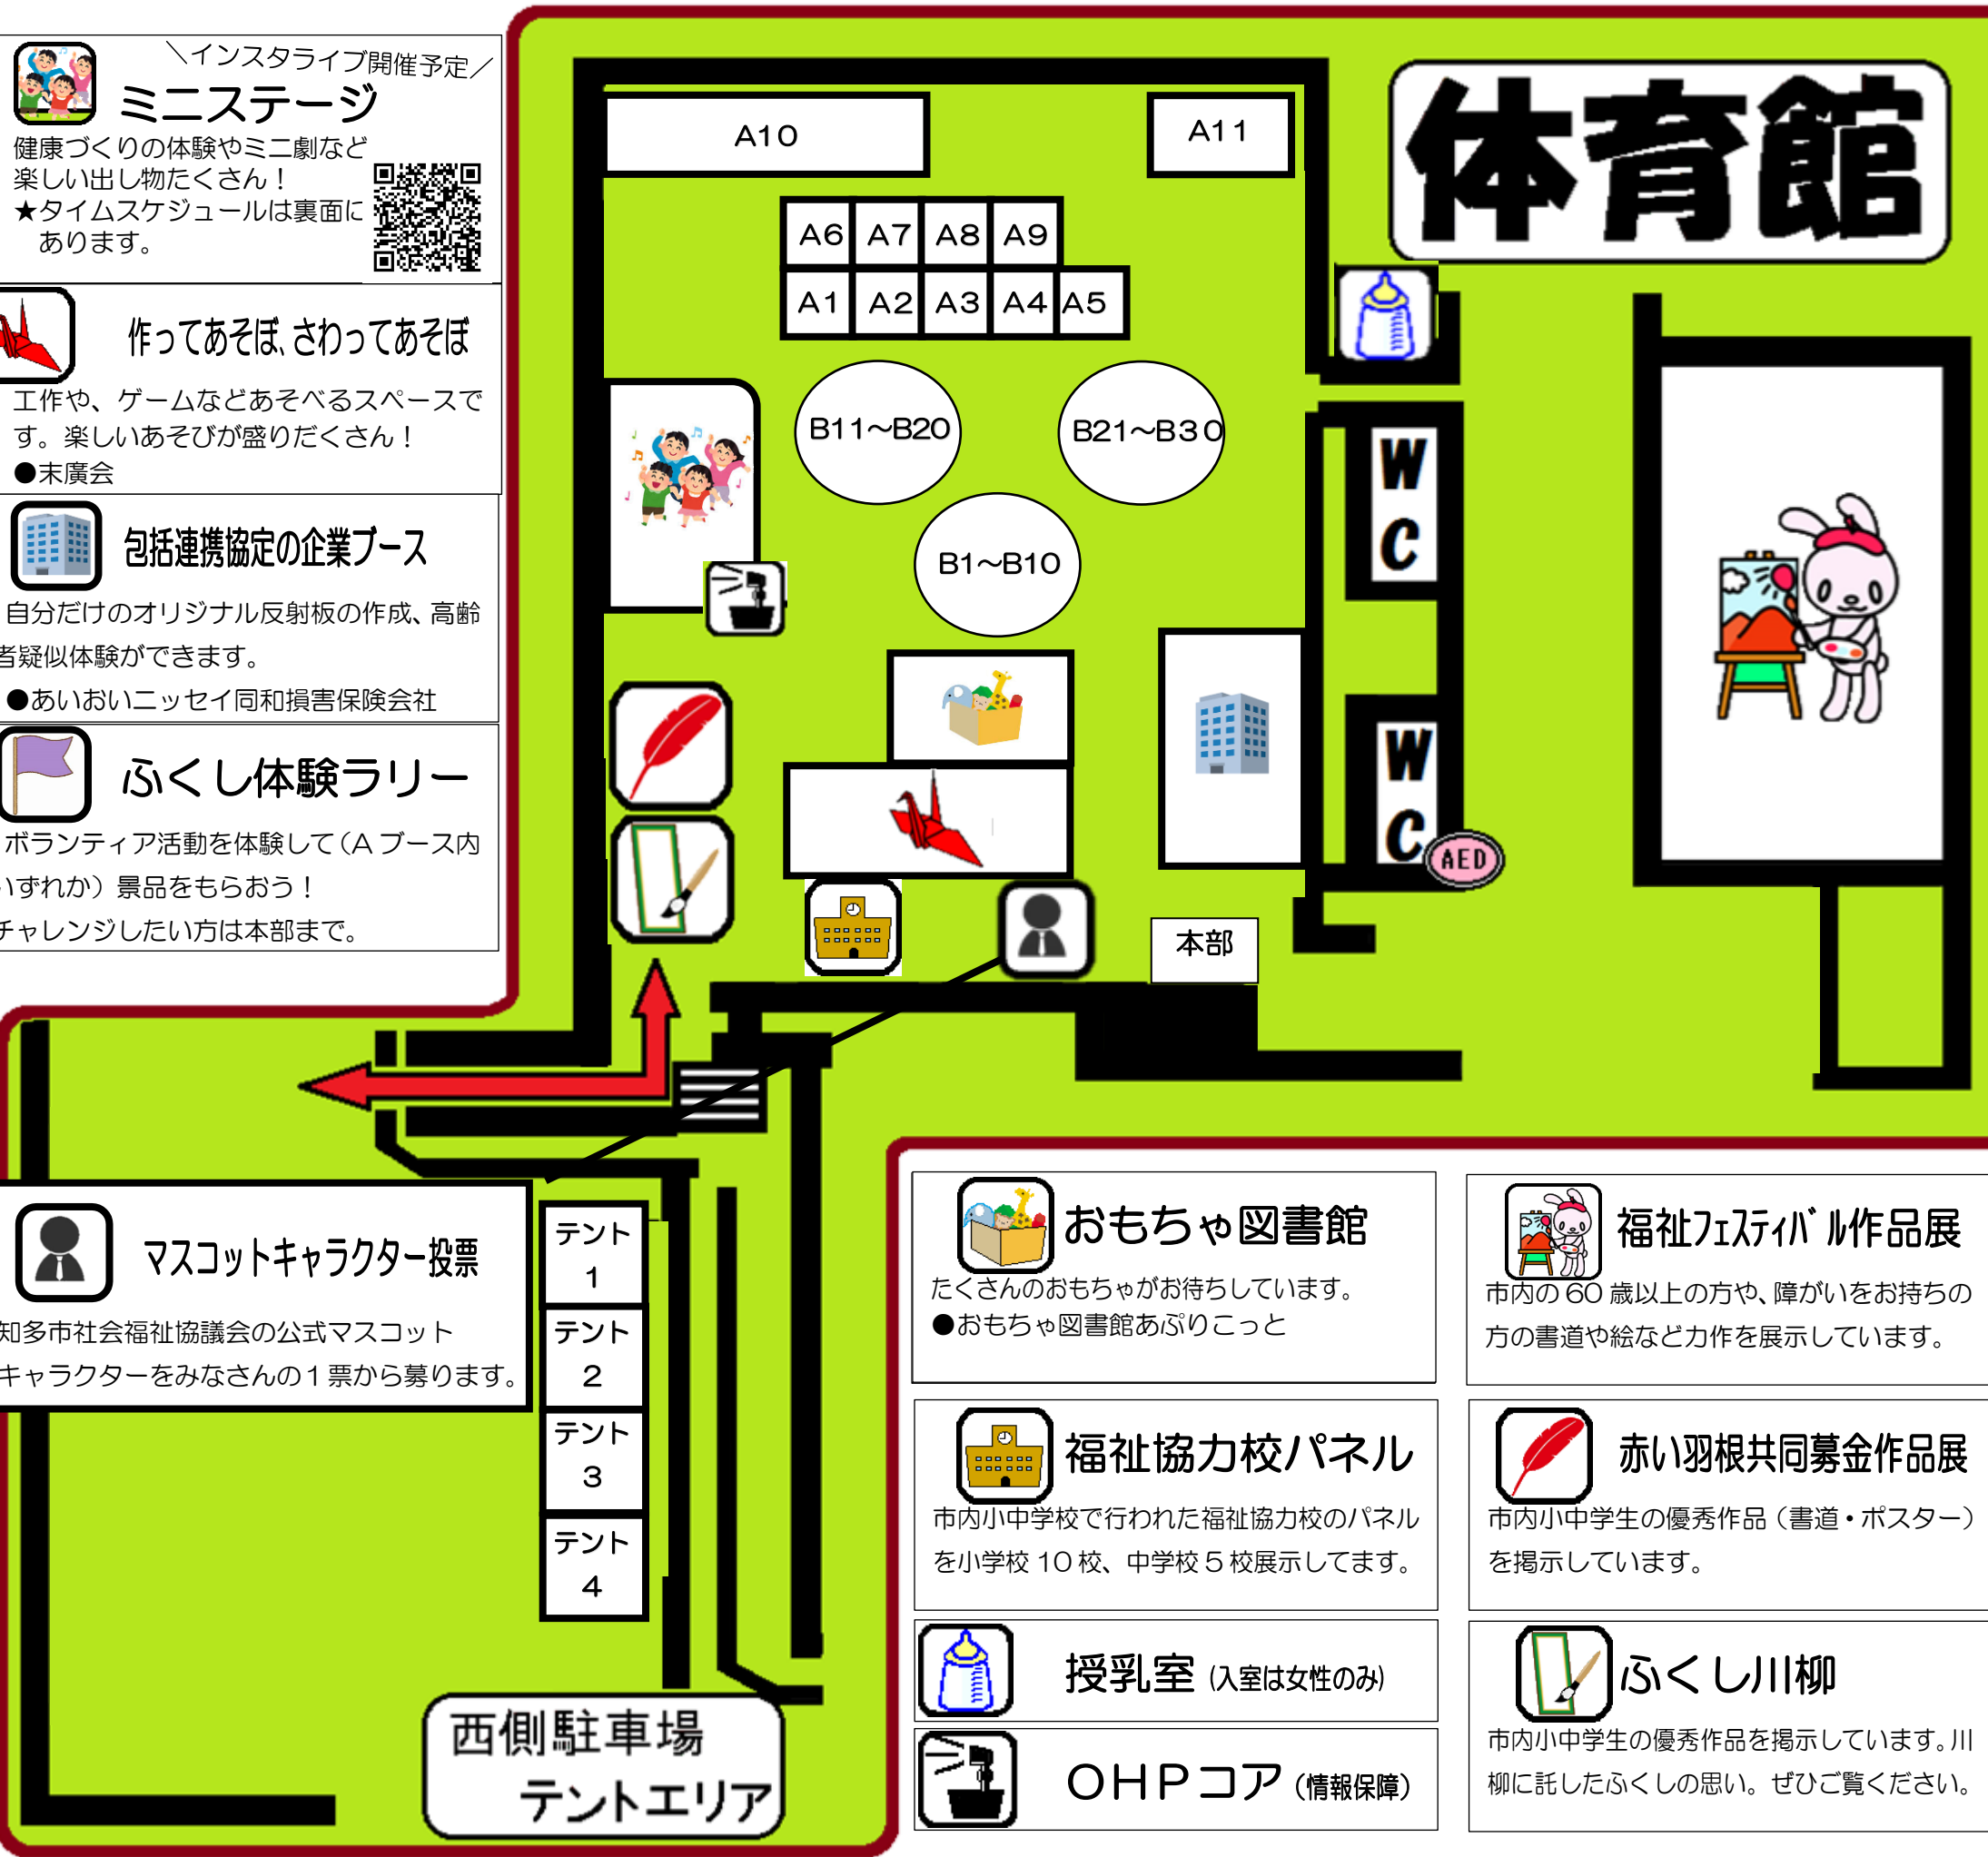 ＼インスタライブ開催予定／
ミニステージ
健康づくりの体験やミニ劇など
楽しい出し物たくさん！
★タイムスケジュールは裏面に
あります。
作ってあそぼ、さわってあそぼ
工作や、ゲームなどあそべるスペースで
す。楽しいあそびが盛りだくさん！
●末廣会
包括連携協定の企業ブース
自分だけのオリジナル反射板の作成、高齢
者疑似体験ができます。
●あいおいニッセイ同和損害保険会社
ふくし体験ラリー
ボランティア活動を体験して（A ブース内
いずれか）景品をもらおう！
チャレンジしたい方は本部まで。
体育館
A10
A11
A6 A7 A8 A9
A1 A2 A3 A4 A5
B11～B20
B21～B30
B1～B10
WC
WC
AED
本部
マスコットキャラクター投票
知多市社会福祉協議会の公式マスコット
キャラクターをみなさんの1票から募ります。
テント
1
テント
2
テント
3
テント
4
西側駐車場
テントエリア
おもちゃ図書館
たくさんのおもちゃがお待ちしています。
●おもちゃ図書館あぷりこっと
福祉フェスティバル作品展
市内の 60 歳以上の方や、障がいをお持ちの
方の書道や絵など力作を展示しています。
福祉協力校パネル
市内小中学校で行われた福祉協力校のパネル
を小学校 10 校、中学校 5 校展示してます。
赤い羽根共同募金作品展
市内小中学生の優秀作品（書道・ポスター）
を掲示しています。
授乳室 (入室は女性のみ)
OHPコア（情報保障）
ふくし川柳
市内小中学生の優秀作品を掲示しています。川
柳に託したふくしの思い。ぜひご覧ください。